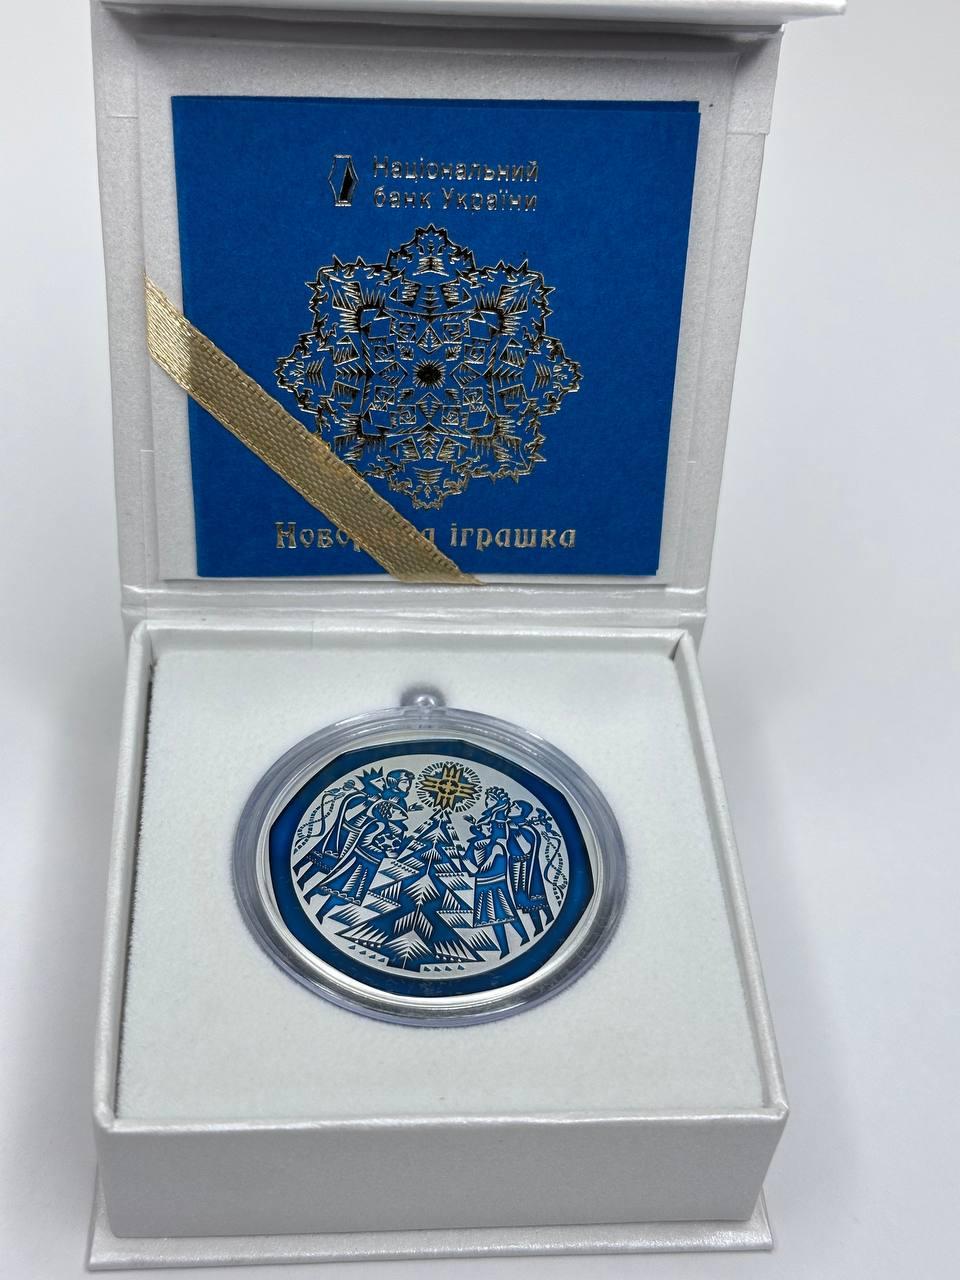 Національний
банк України
іграшка